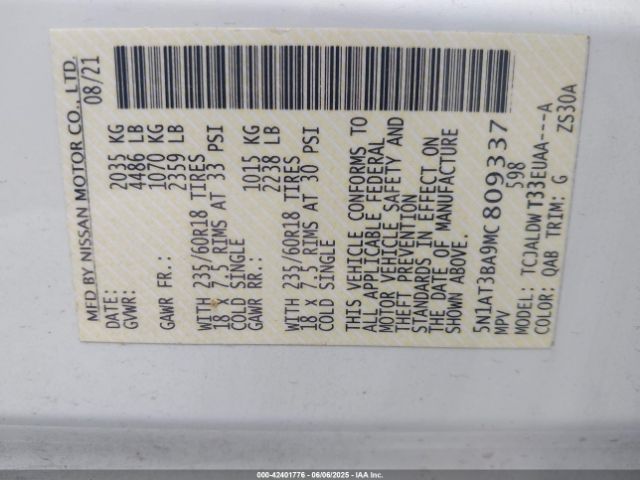 MFD BY NISSAN MOTOR CO., LTD.
DATE: 08/21
GVWR: 2035 KG
4486 LB
GAWR FR.: 1070 KG
2359 LB
WITH 235/60R18 TIRES
18 X 7.5 RIMS AT 33 PSI
COLD SINGLE
GAWR RR.: 1015 KG
2238 LB
WITH 235/60R18 TIRES
18 X 7.5 RIMS AT 30 PSI
COLD SINGLE
THIS VEHICLE CONFORMS TO
ALL APPLICABLE FEDERAL
MOTOR VEHICLE SAFETY AND
THEFT PREVENTION
STANDARDS IN EFFECT ON
THE DATE OF MANUFACTURE
SHOWN ABOVE.
5N1AT3BA9MC809337
MPV 598
MODEL: TCJALDWT33EUAA---A
COLOR: QAB TRIM: G ZS30A
000-42401776 - 06/06/2025 - IAA Inc.